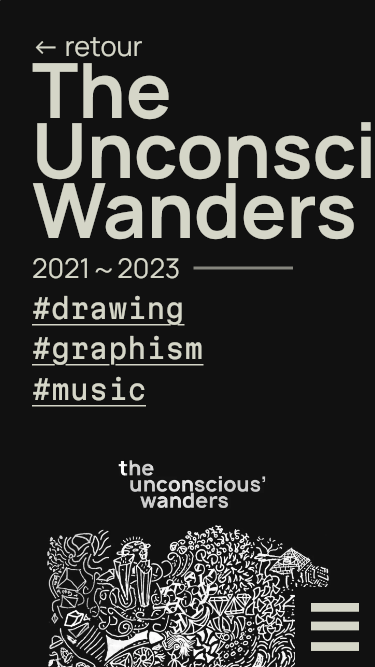 ← retour
The
Unconsci
Wanders
2021~2023
#drawing
#graphism
#music
the
unconscious’
wanders